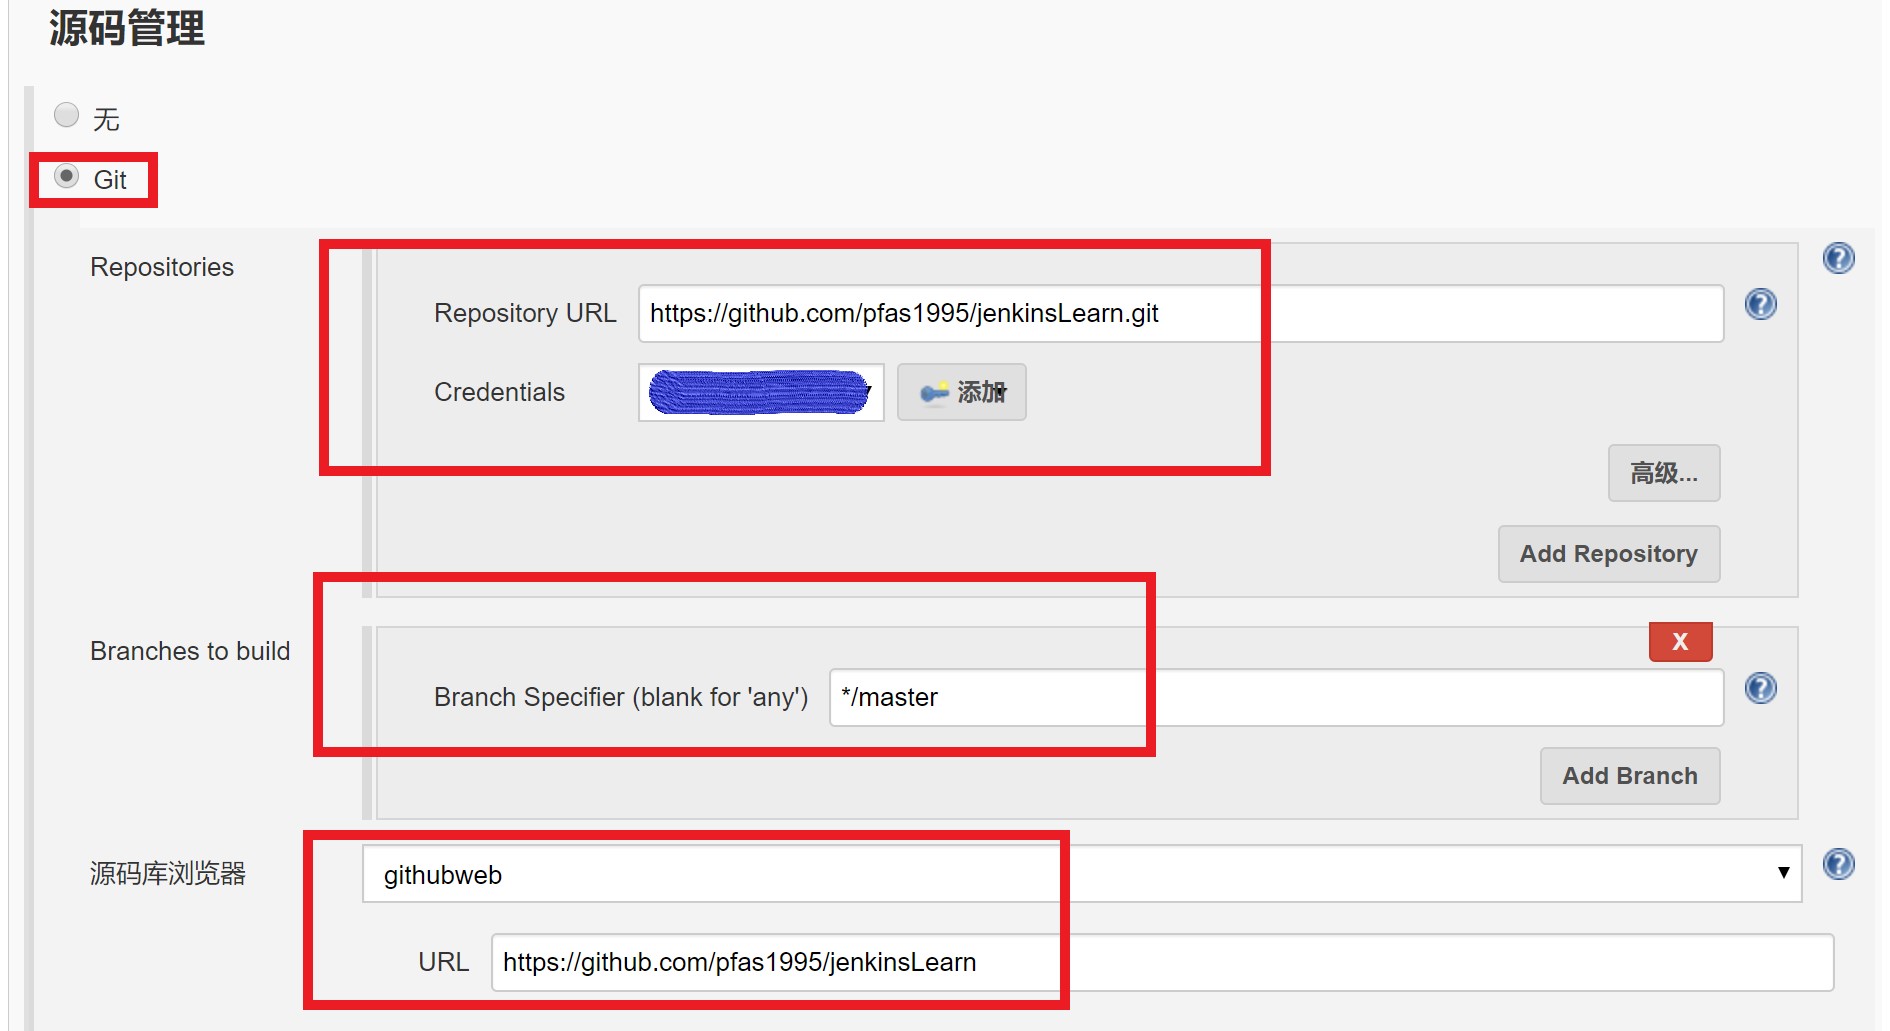 源码管理
无
Git
Repositories
Repository URL https://github.com/pfas1995/jenkinsLearn.git
Credentials 添加
高级...
Add Repository
X
Branches to build
Branch Specifier (blank for 'any') */master
Add Branch
源码库浏览器 githubweb
URL https://github.com/pfas1995/jenkinsLearn